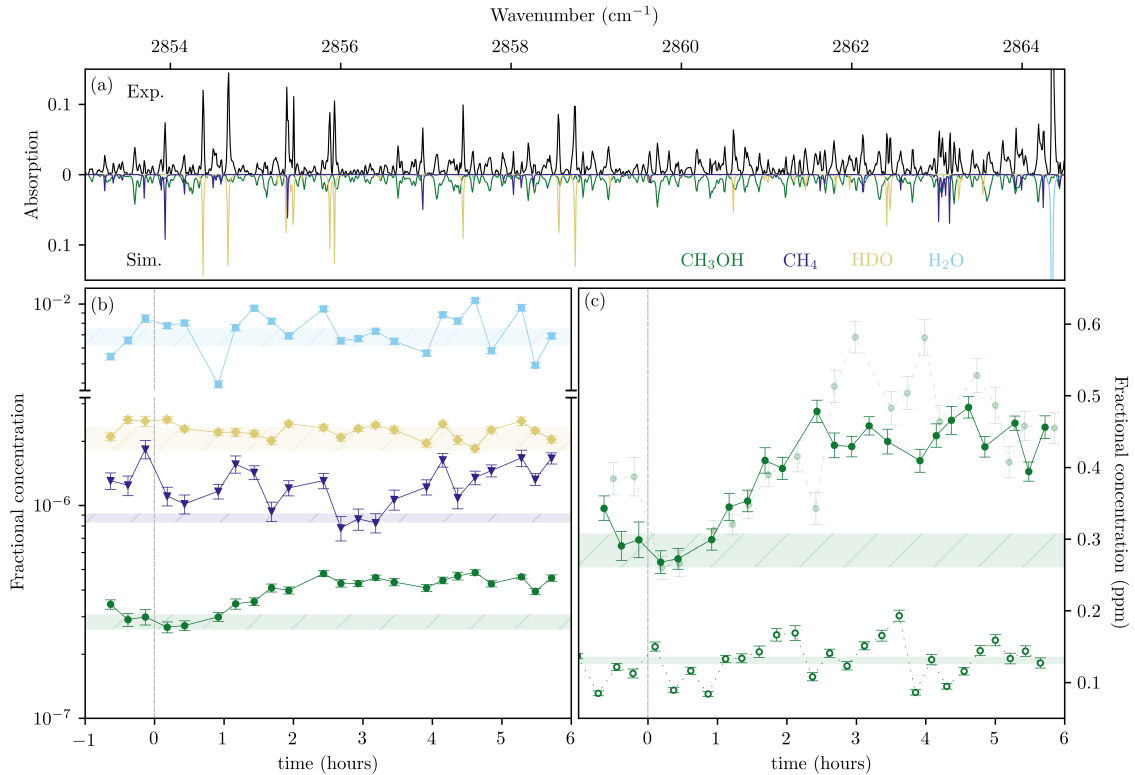 Wavenumber (cm⁻¹)
2854 2856 2858 2860 2862 2864
(a)
Exp.
0.1
0
0.1
Absorption
Sim.
CH₃OH CH₄ HDO H₂O
(b)
10⁻²
10⁻⁶
10⁻⁷
Fractional concentration
−1 0 1 2 3 4 5 6
time (hours)
(c)
0.6
0.5
0.4
0.3
0.2
0.1
Fractional concentration (ppm)
0 1 2 3 4 5 6
time (hours)